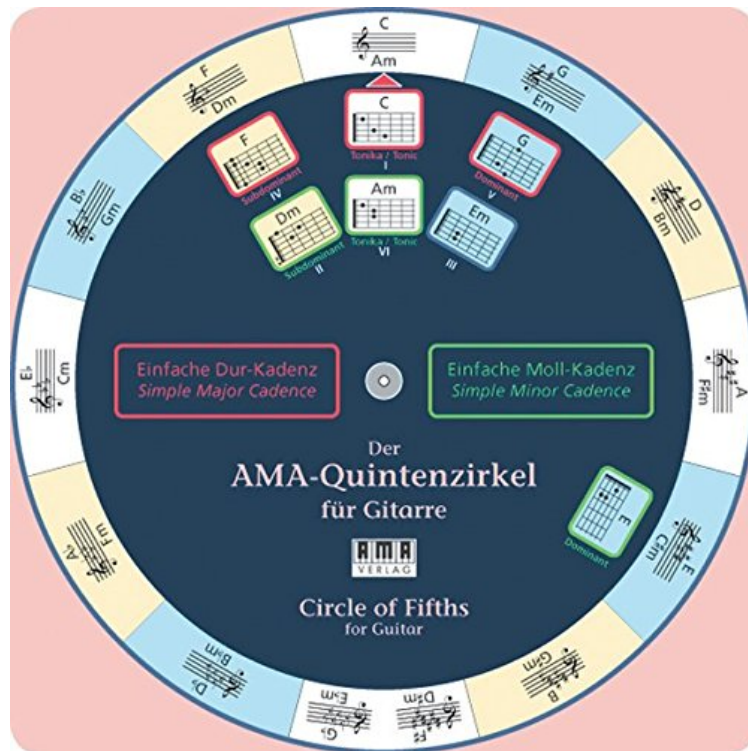 C
Am
G
Em
D
Bm
A
F♯m
E
C♯m
B
G♯m
F♯
D♯m
G♭
E♭m
D♭
B♭m
A♭
Fm
E♭
Cm
B♭
Gm
F
Dm
F
Subdominant
IV
C
Tonika / Tonic
I
G
Dominant
V
Dm
Subdominant
II
Am
Tonika / Tonic
VI
Em
III
Einfache Dur-Kadenz
Simple Major Cadence
Einfache Moll-Kadenz
Simple Minor Cadence
E
Dominant
Der
AMA-Quintenzirkel
für Gitarre
AMA
VERLAG
Circle of Fifths
for Guitar